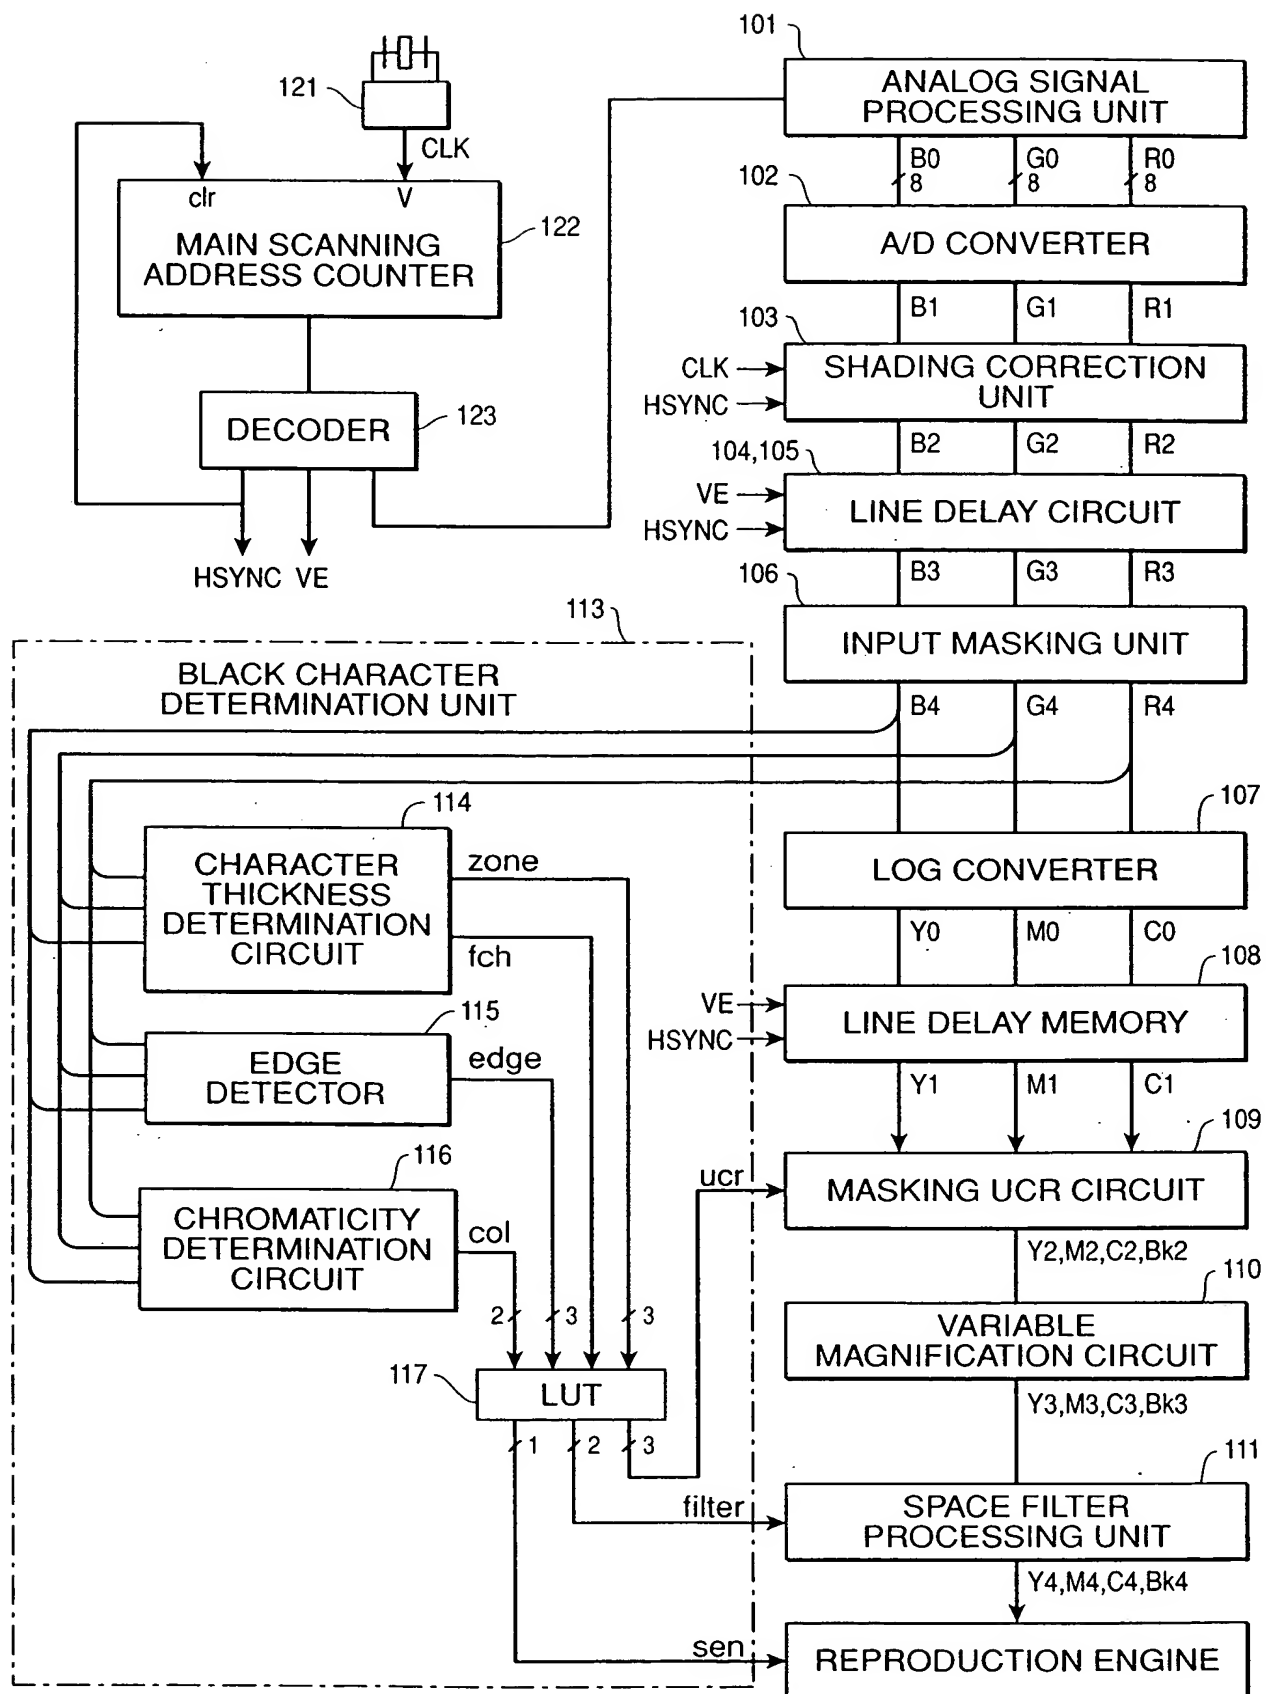 101
ANALOG SIGNAL
PROCESSING UNIT
B0
G0
R0
8
8
8
102
A/D CONVERTER
B1
G1
R1
103
CLK
HSYNC
SHADING CORRECTION
UNIT
B2
G2
R2
104,105
VE
HSYNC
LINE DELAY CIRCUIT
B3
G3
R3
106
INPUT MASKING UNIT
B4
G4
R4
107
LOG CONVERTER
Y0
M0
C0
108
VE
HSYNC
LINE DELAY MEMORY
Y1
M1
C1
109
ucr
MASKING UCR CIRCUIT
Y2,M2,C2,Bk2
110
VARIABLE
MAGNIFICATION CIRCUIT
Y3,M3,C3,Bk3
111
filter
SPACE FILTER
PROCESSING UNIT
Y4,M4,C4,Bk4
sen
REPRODUCTION ENGINE
121
CLK
clr
V
MAIN SCANNING
ADDRESS COUNTER
122
DECODER
123
HSYNC VE
113
BLACK CHARACTER
DETERMINATION UNIT
114
CHARACTER
THICKNESS
DETERMINATION
CIRCUIT
zone
fch
115
EDGE
DETECTOR
edge
116
CHROMATICITY
DETERMINATION
CIRCUIT
col
2
3
3
117
LUT
1
2
3